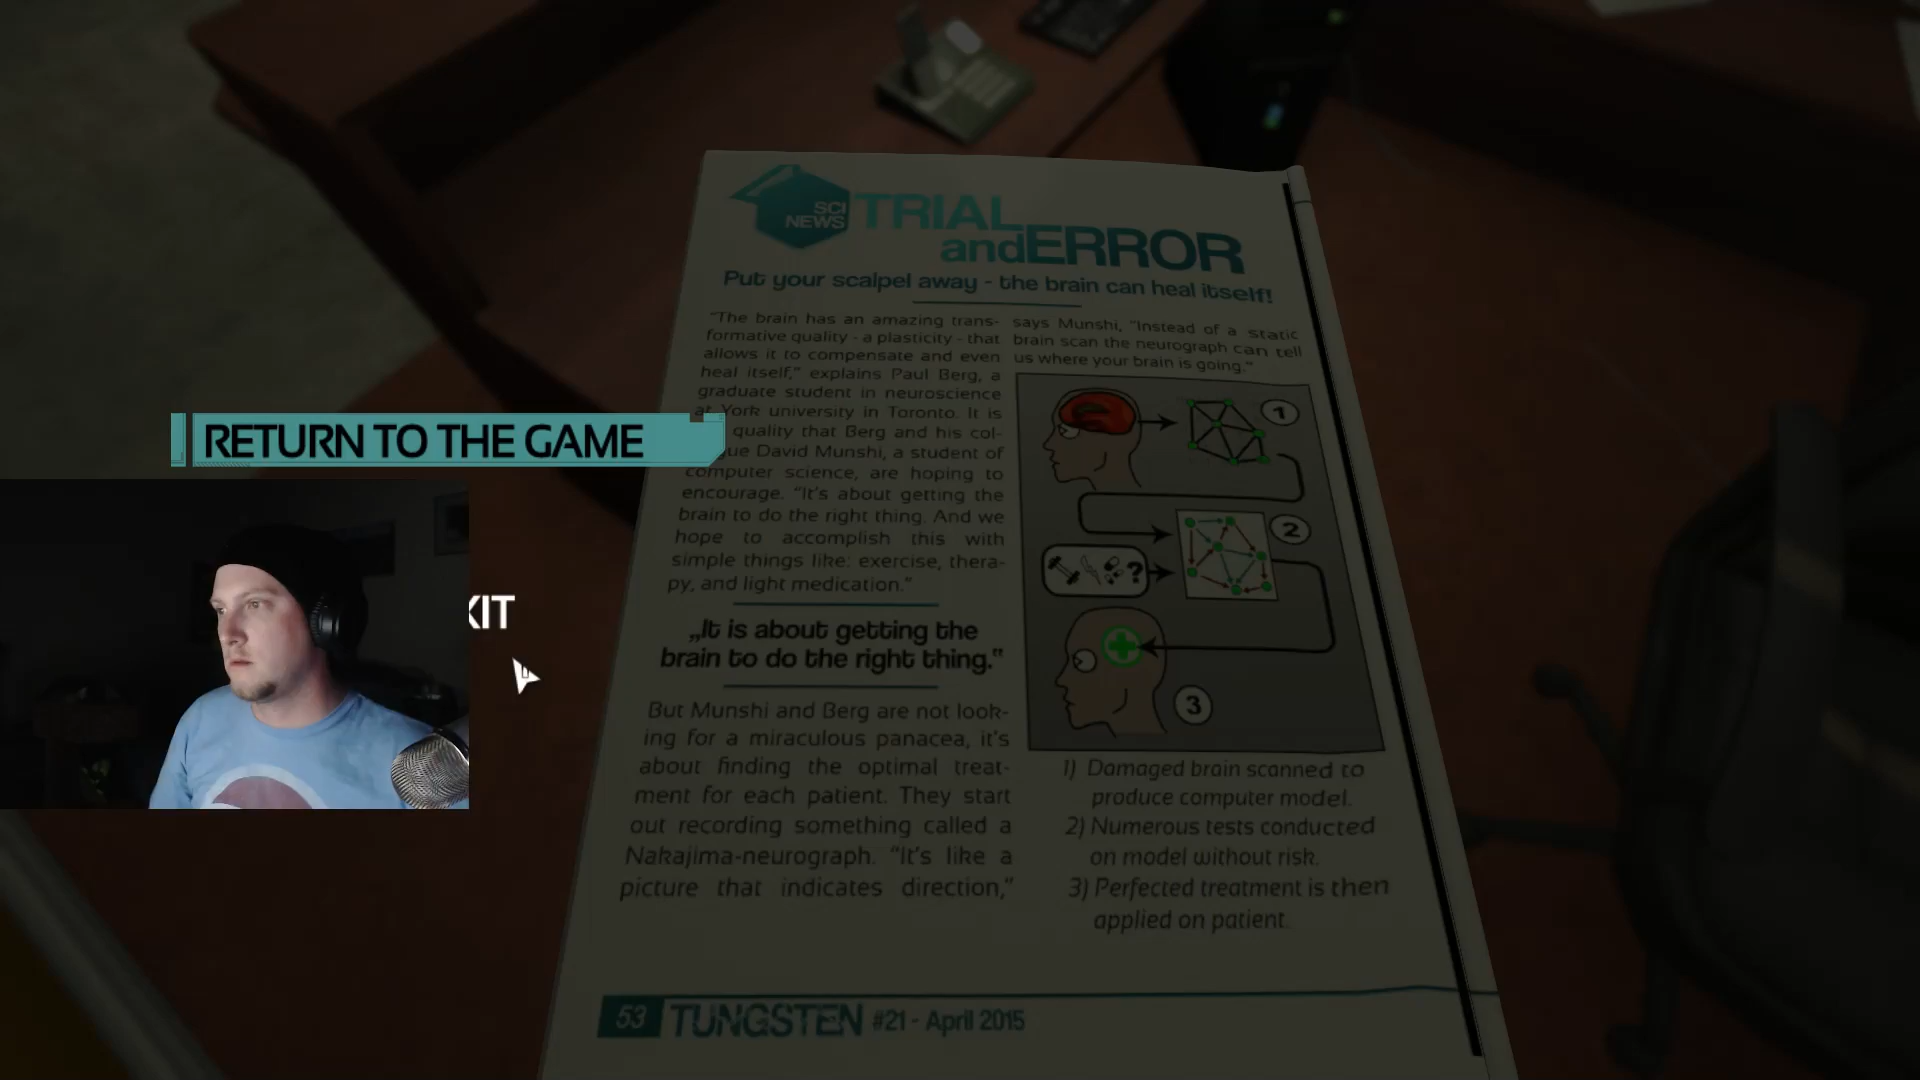 SCI
NEWS
TRIAL
andERROR
Put your scalpel away - the brain can heal itself!
"The brain has an amazing trans-
formative quality - a plasticity - that
allows it to compensate and even
heal itself," explains Paul Berg, a
graduate student in neuroscience
at York university in Toronto. It is
quality that Berg and his col-
gue David Munshi, a student of
computer science, are hoping to
encourage. "It's about getting the
brain to do the right thing. And we
hope to accomplish this with
simple things like: exercise, thera-
py, and light medication."
„It is about getting the
brain to do the right thing."
But Munshi and Berg are not look-
ing for a miraculous panacea, it's
about finding the optimal treat-
ment for each patient. They start
out recording something called a
Nakajima-neurograph. "It's like a
picture that indicates direction,"
says Munshi, "Instead of a static
brain scan the neurograph can tell
us where your brain is going."
1
2
?
3
1) Damaged brain scanned to
produce computer model.
2) Numerous tests conducted
on model without risk.
3) Perfected treatment is then
applied on patient.
53 TUNGSTEN #21 - April 2015
RETURN TO THE GAME
XIT